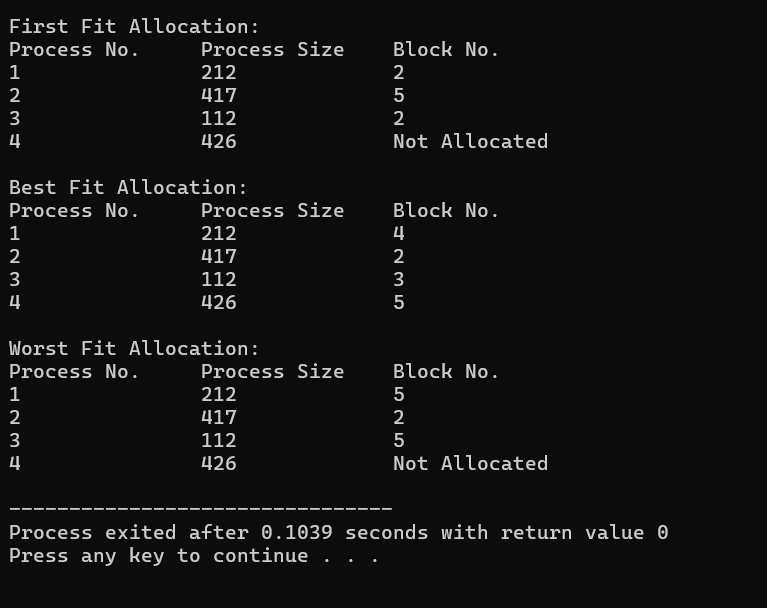 First Fit Allocation:
Process No.     Process Size    Block No.
1               212             2
2               417             5
3               112             2
4               426             Not Allocated

Best Fit Allocation:
Process No.     Process Size    Block No.
1               212             4
2               417             2
3               112             3
4               426             5

Worst Fit Allocation:
Process No.     Process Size    Block No.
1               212             5
2               417             2
3               112             5
4               426             Not Allocated

--------------------------------
Process exited after 0.1039 seconds with return value 0
Press any key to continue . . .